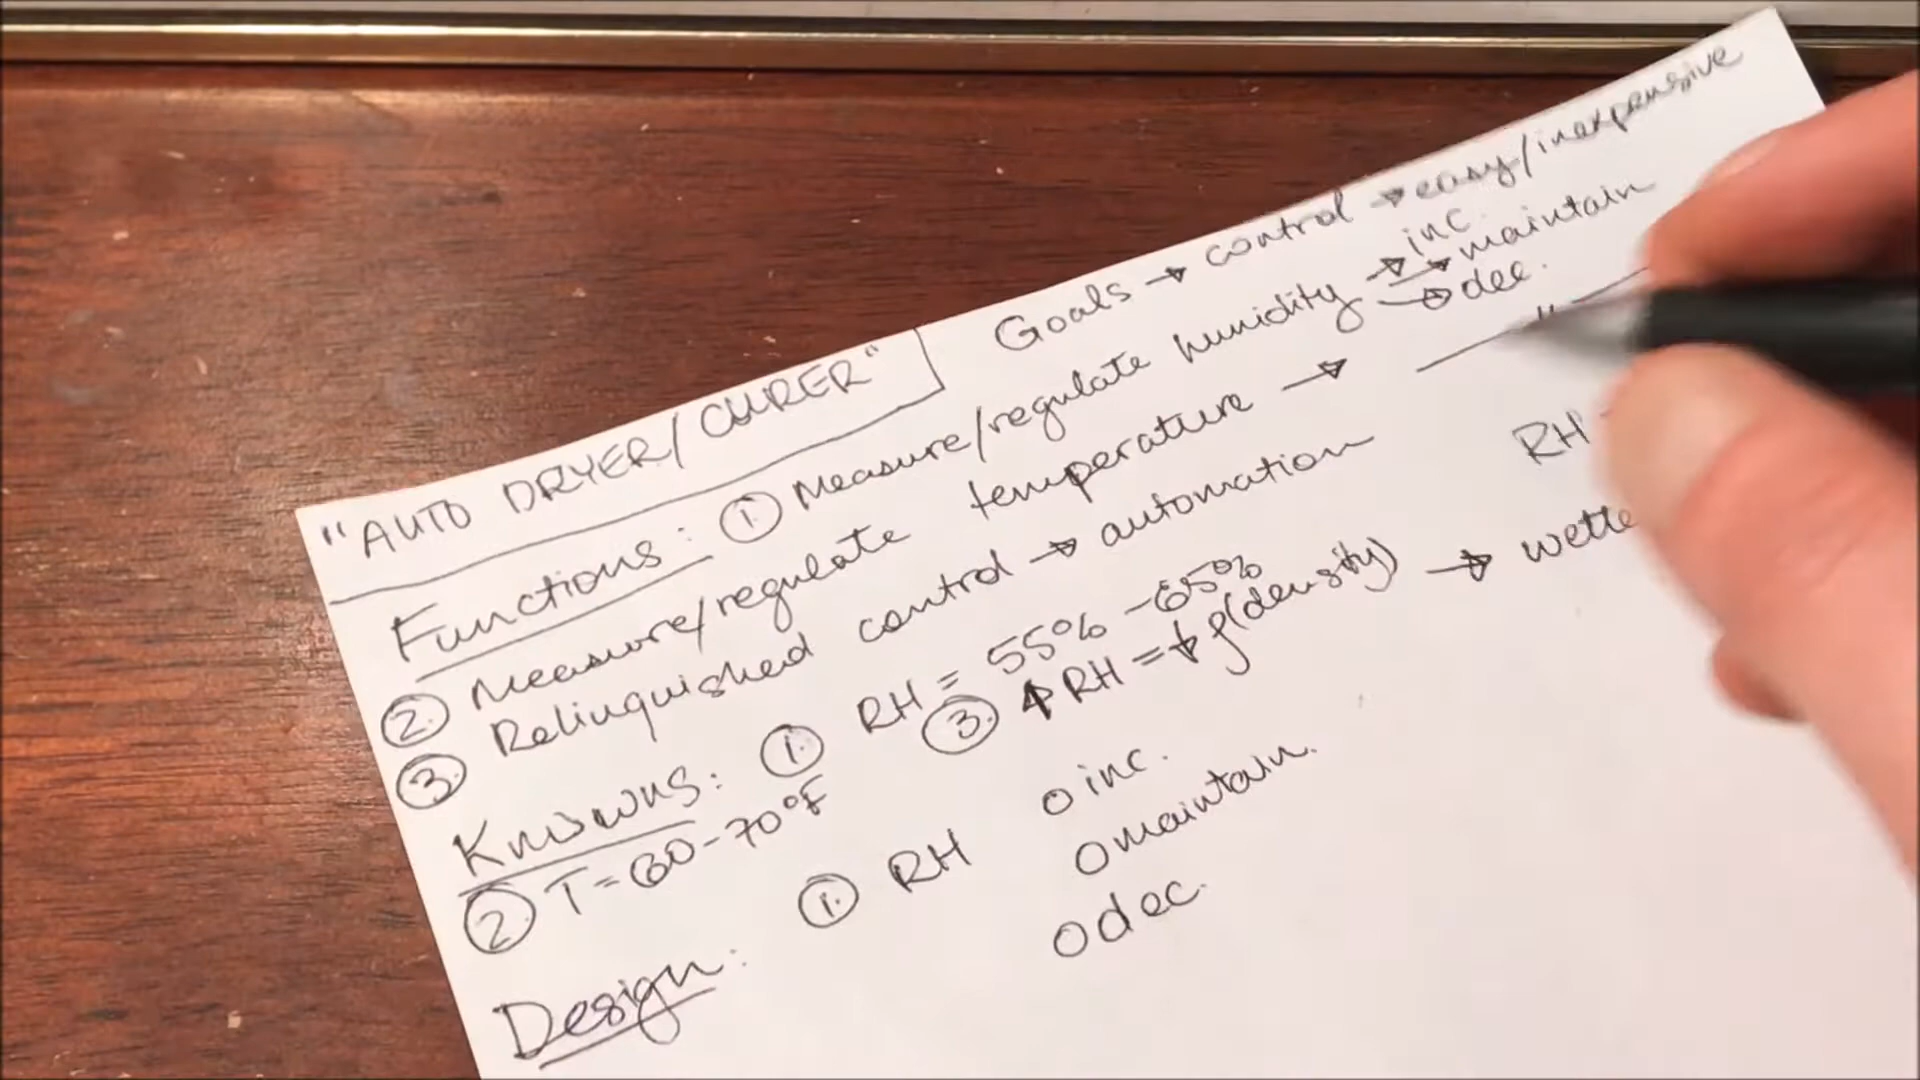 "AUTO DRYER/CURER"
Goals → control → easy/inexpensive
Functions: ① Measure/regulate humidity → inc.
→ maintain
→ dec.
② Measure/regulate temperature → — " —
③ Relinquished control → automation
Knowns: ① RH = 55% - 65%
RH
② T = 60-70°F
③ ↑ RH = ↓ ρ(density) →
Design: ① RH
o inc.
o maintain.
o dec.